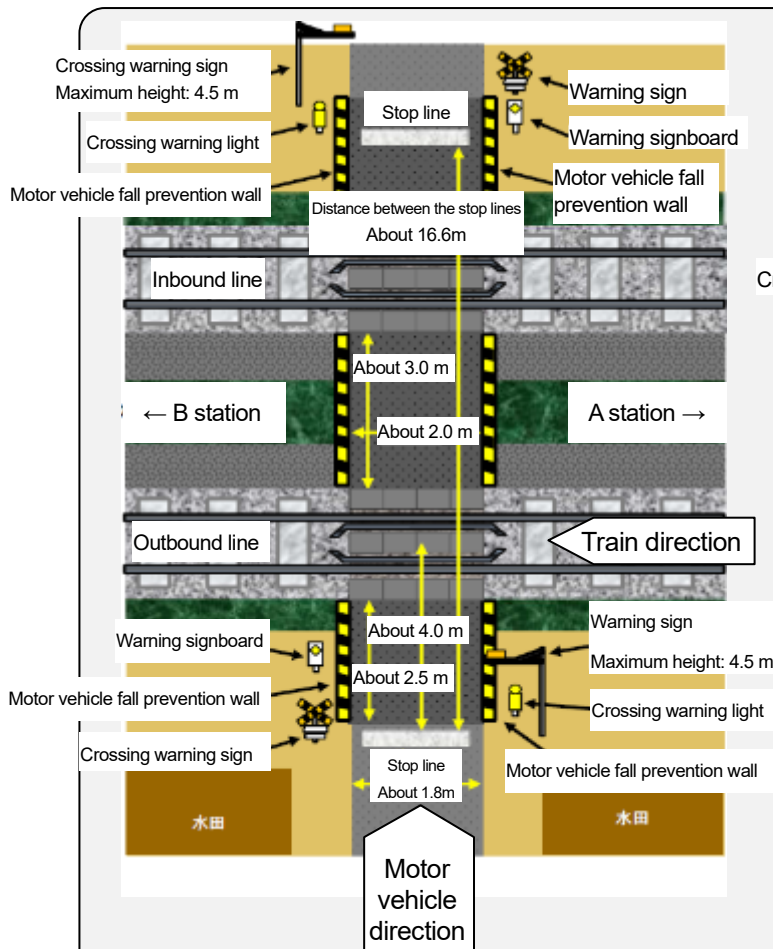 Crossing warning sign
Maximum height: 4.5 m
Stop line
Warning sign
Crossing warning light
Warning signboard
Motor vehicle fall prevention wall
Motor vehicle fall
prevention wall
Distance between the stop lines
About 16.6m
Inbound line
About 3.0 m
← B station
About 2.0 m
A station →
Outbound line
Train direction
Warning signboard
About 4.0 m
Warning sign
Maximum height: 4.5 m
About 2.5 m
Motor vehicle fall prevention wall
Crossing warning light
Crossing warning sign
Stop line
About 1.8m
Motor vehicle fall prevention wall
水田
水田
Motor
vehicle
direction